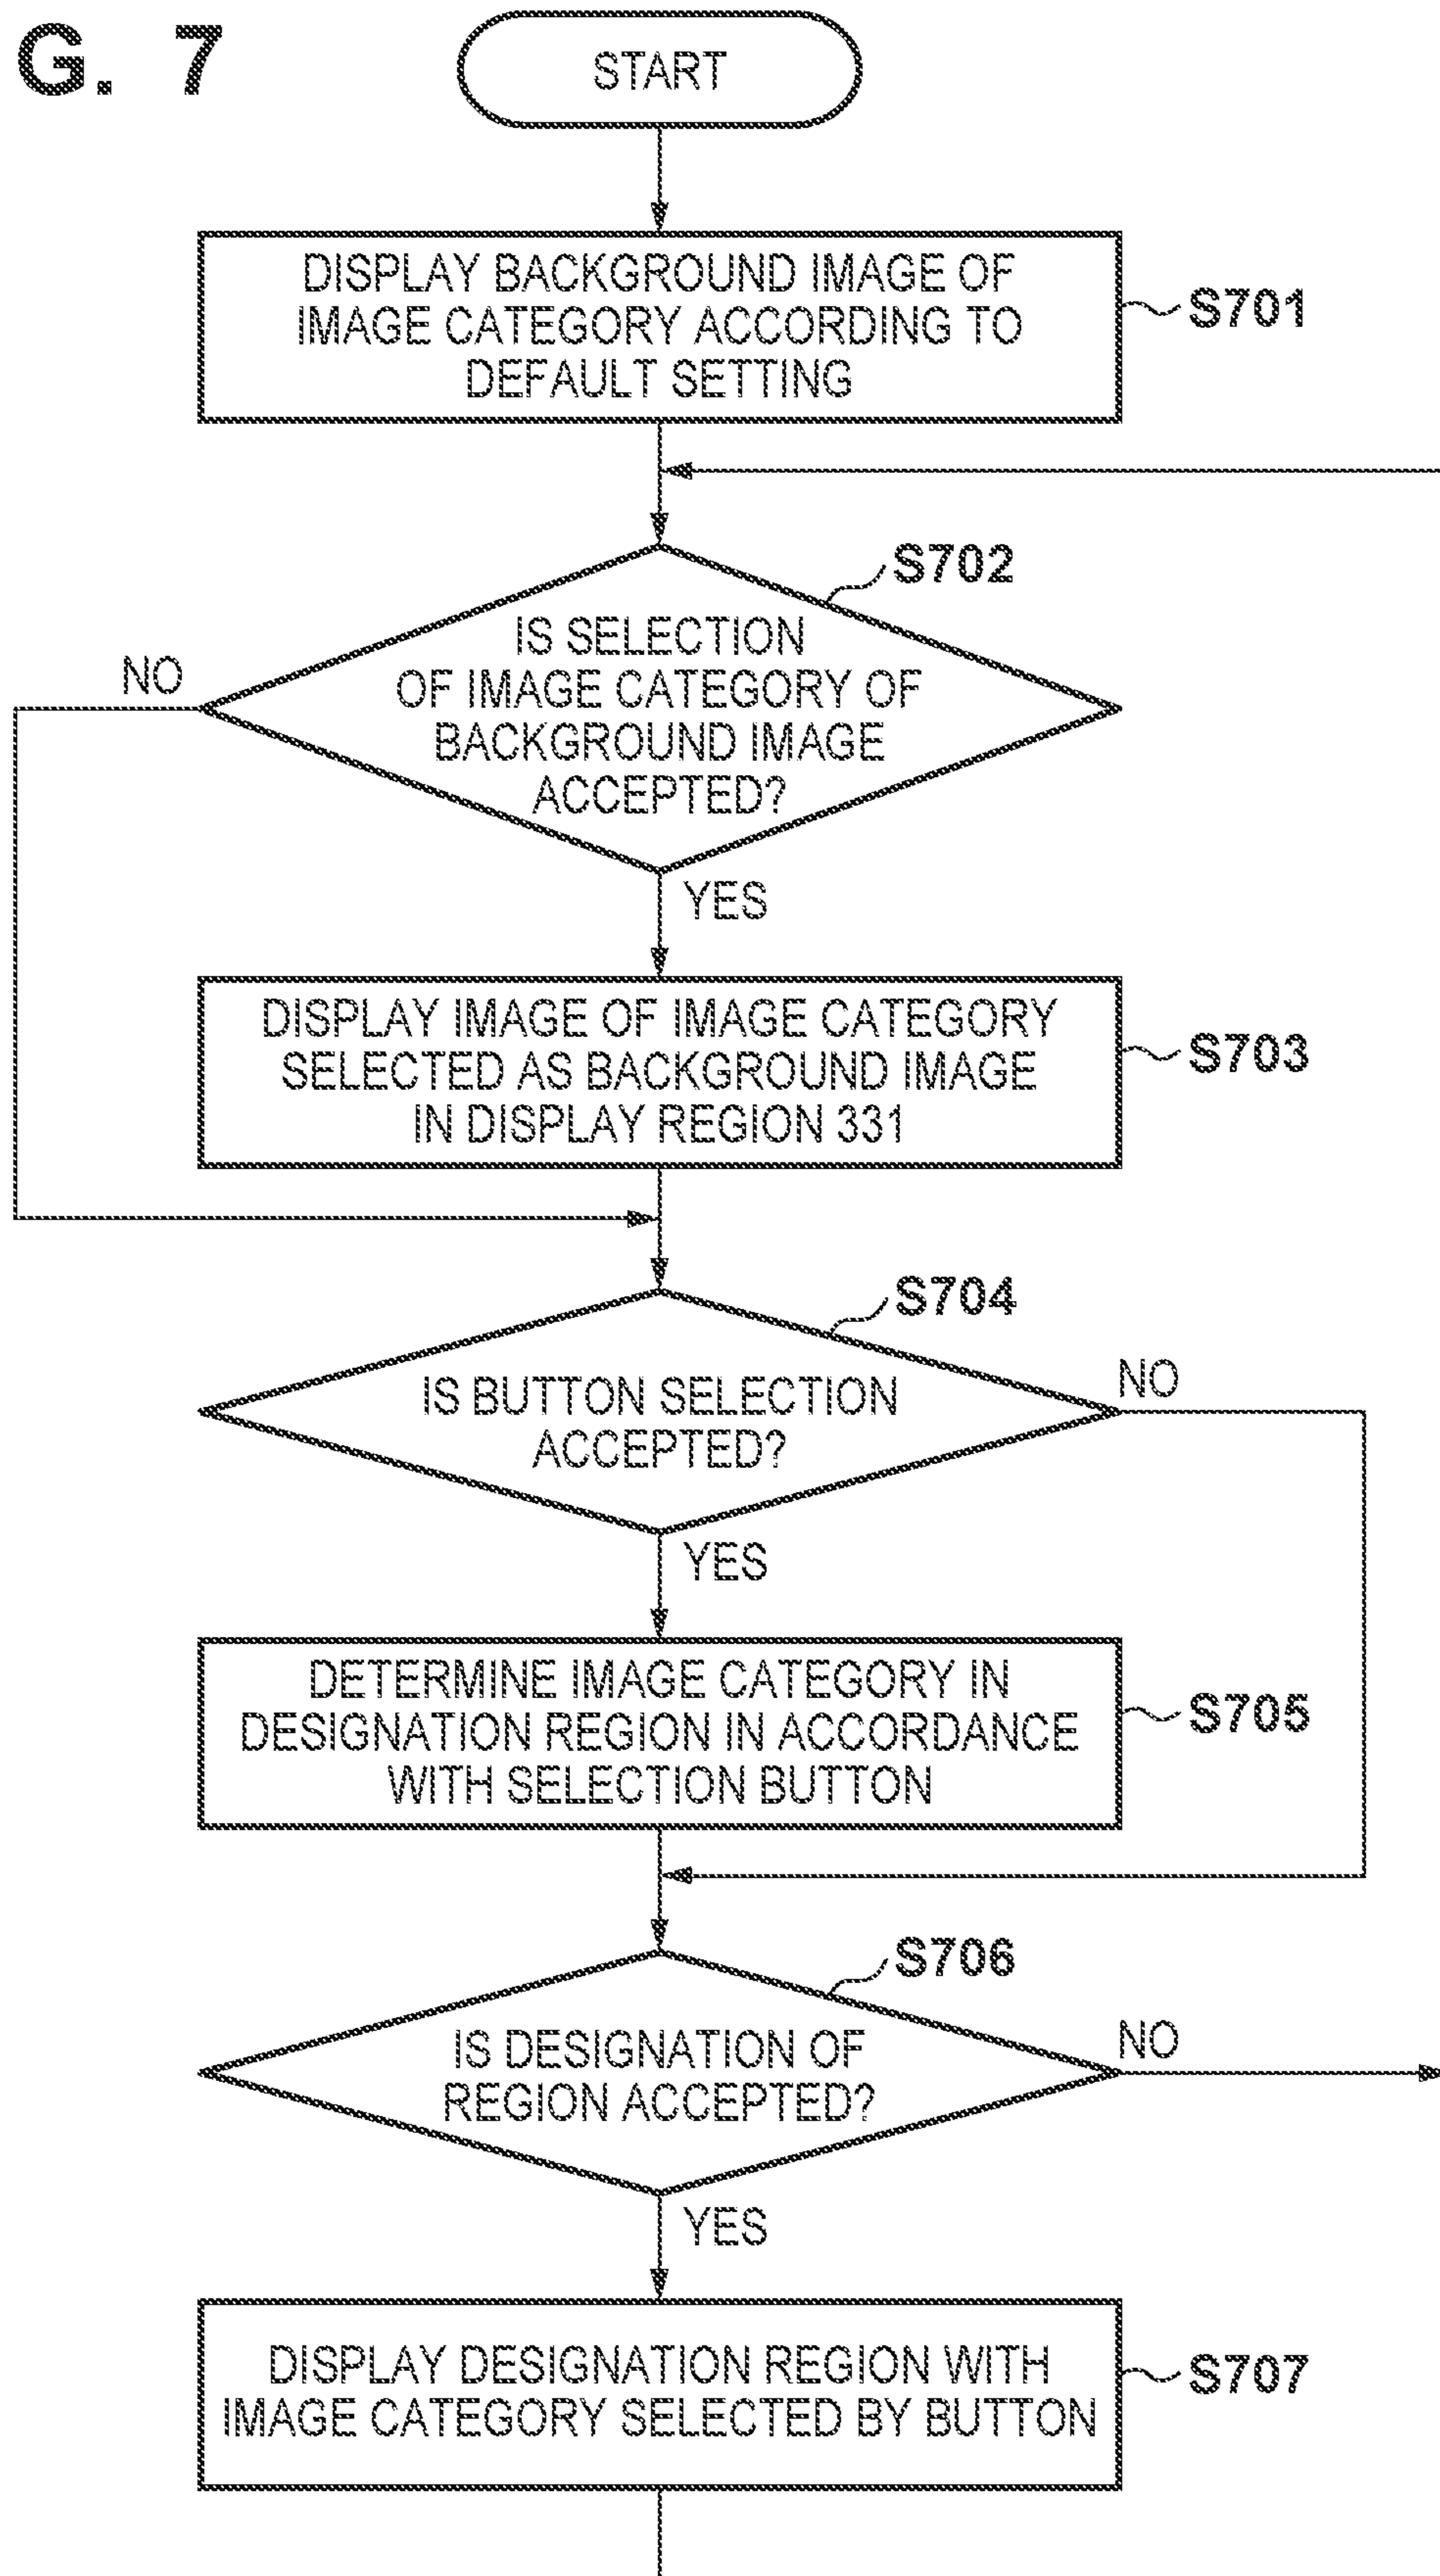 G. 7
START
DISPLAY BACKGROUND IMAGE OF
IMAGE CATEGORY ACCORDING TO
DEFAULT SETTING
S701
S702
IS SELECTION
OF IMAGE CATEGORY OF
BACKGROUND IMAGE
ACCEPTED?
NO
YES
DISPLAY IMAGE OF IMAGE CATEGORY
SELECTED AS BACKGROUND IMAGE
IN DISPLAY REGION 331
S703
S704
IS BUTTON SELECTION
ACCEPTED?
NO
YES
DETERMINE IMAGE CATEGORY IN
DESIGNATION REGION IN ACCORDANCE
WITH SELECTION BUTTON
S705
S706
IS DESIGNATION OF
REGION ACCEPTED?
NO
YES
DISPLAY DESIGNATION REGION WITH
IMAGE CATEGORY SELECTED BY BUTTON
S707